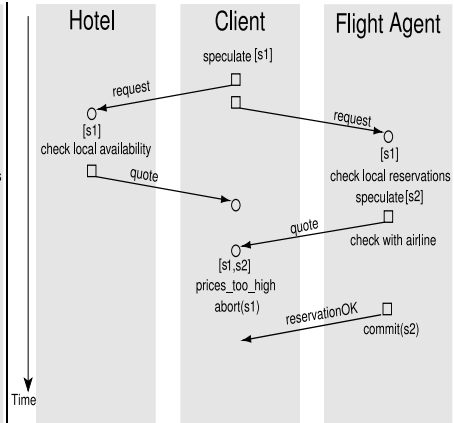 Hotel
Client
Flight Agent
speculate [s1]
request
request
[s1]
check local availability
[s1]
check local reservations
speculate[s2]
quote
quote
check with airline
[s1,s2]
prices_too_high
abort(s1)
reservationOK
commit(s2)
Time